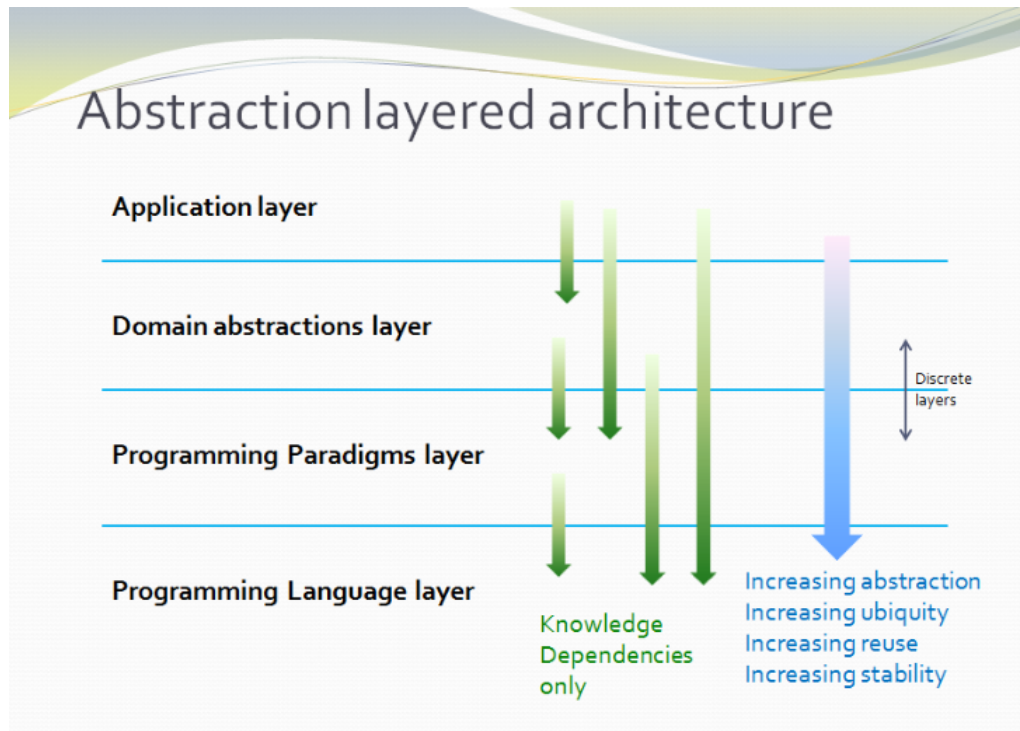 Abstraction layered architecture
Application layer
Domain abstractions layer
Discrete
layers
Programming Paradigms layer
Programming Language layer
Knowledge
Dependencies
only
Increasing abstraction
Increasing ubiquity
Increasing reuse
Increasing stability